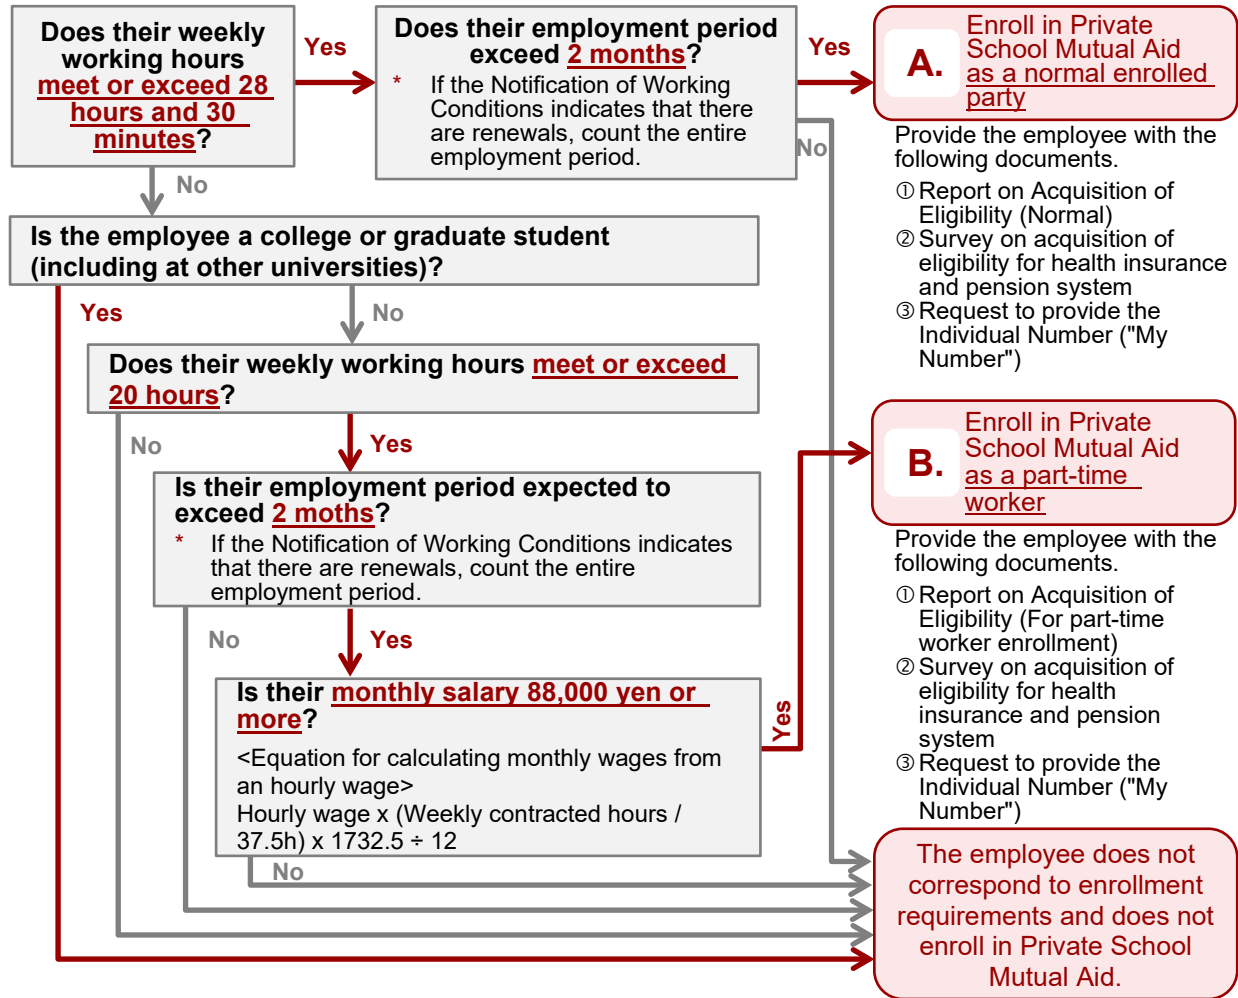 Does their weekly
working hours
meet or exceed 28
hours and 30
minutes?
Yes
Does their employment period
exceed 2 months?
* If the Notification of Working
Conditions indicates that there
are renewals, count the entire
employment period.
Yes
No
A.
Enroll in Private
School Mutual Aid
as a normal enrolled
party
Provide the employee with the
following documents.
① Report on Acquisition of
Eligibility (Normal)
② Survey on acquisition of
eligibility for health insurance
and pension system
③ Request to provide the
Individual Number ("My
Number")
No
Is the employee a college or graduate student
(including at other universities)?
Yes
No
Does their weekly working hours meet or exceed
20 hours?
No
Yes
Is their employment period expected to
exceed 2 moths?
* If the Notification of Working Conditions indicates
that there are renewals, count the entire
employment period.
No
Yes
Is their monthly salary 88,000 yen or
more?
<Equation for calculating monthly wages from
an hourly wage>
Hourly wage x (Weekly contracted hours /
37.5h) x 1732.5 ÷ 12
Yes
No
B.
Enroll in Private
School Mutual Aid
as a part-time
worker
Provide the employee with the
following documents.
① Report on Acquisition of
Eligibility (For part-time
worker enrollment)
② Survey on acquisition of
eligibility for health
insurance and pension
system
③ Request to provide the
Individual Number ("My
Number")
The employee does not
correspond to enrollment
requirements and does not
enroll in Private School
Mutual Aid.